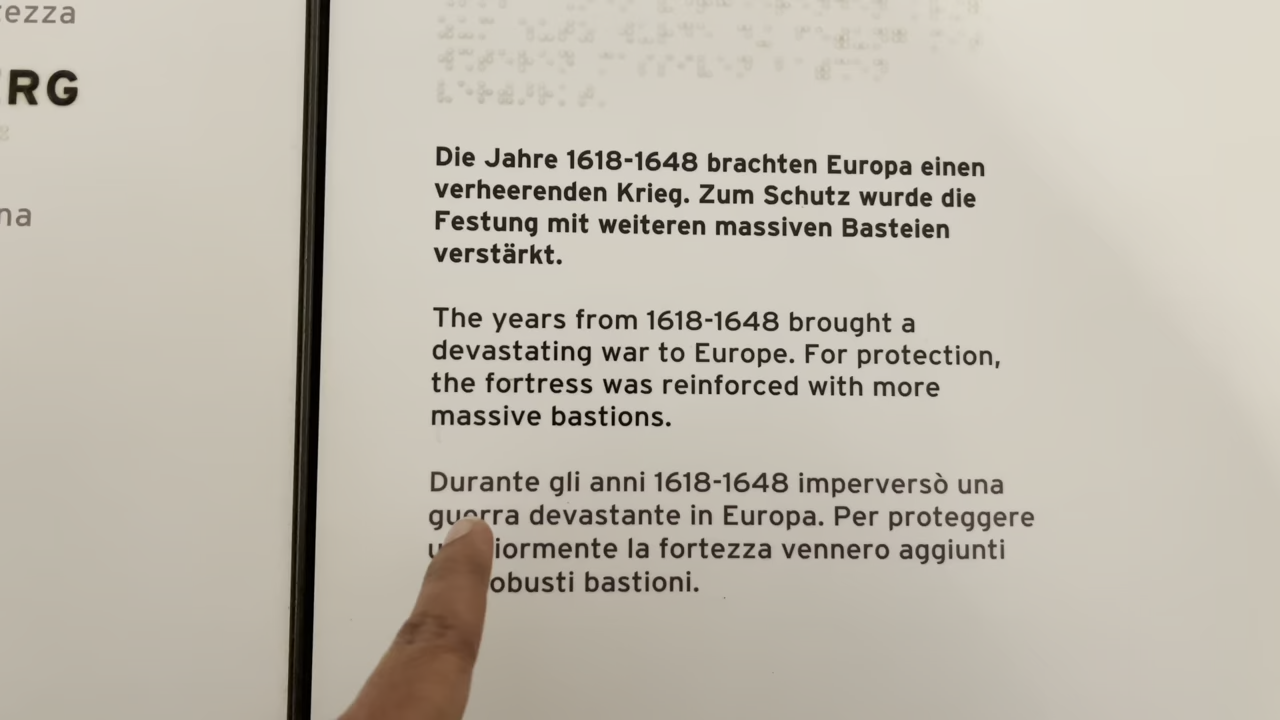 ezza
RG
na
Die Jahre 1618-1648 brachten Europa einen
verheerenden Krieg. Zum Schutz wurde die
Festung mit weiteren massiven Basteien
verstärkt.
The years from 1618-1648 brought a
devastating war to Europe. For protection,
the fortress was reinforced with more
massive bastions.
Durante gli anni 1618-1648 imperversò una
guerra devastante in Europa. Per proteggere
iormente la fortezza vennero aggiunti
obusti bastioni.